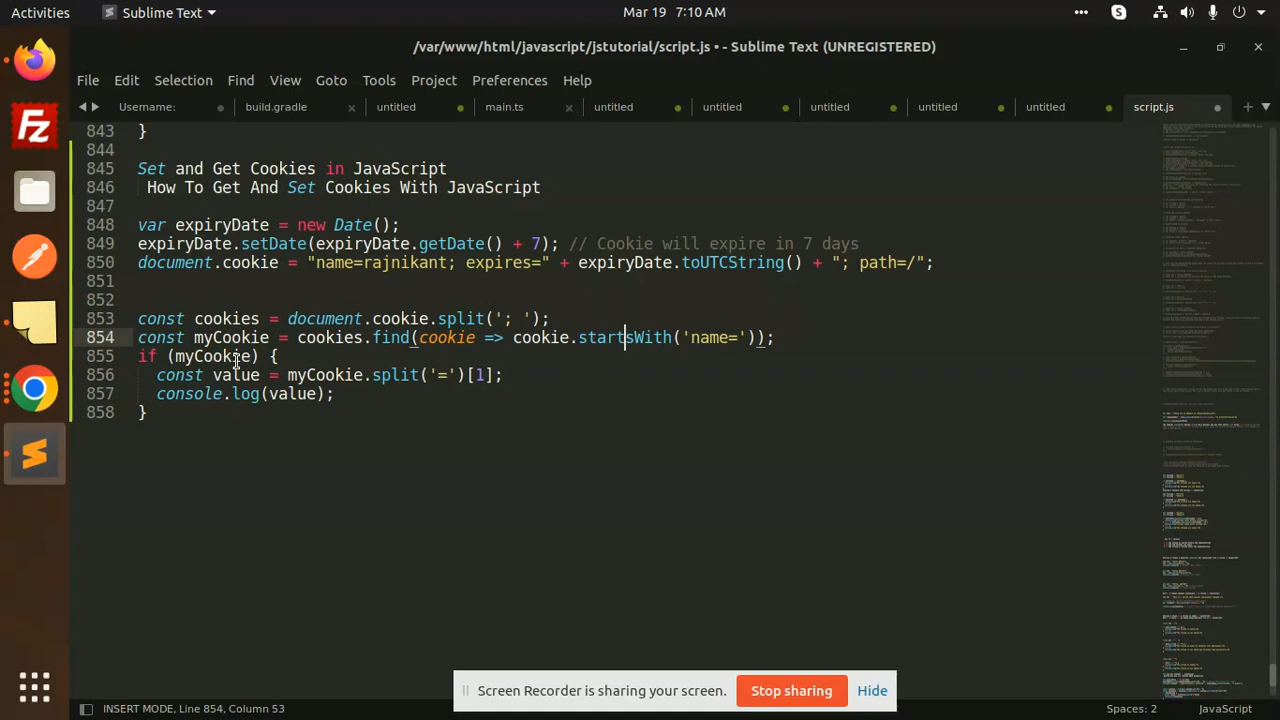 Activities
Sublime Text
Mar 19 7:10 AM
/var/www/html/javascript/jstutorial/script.js • - Sublime Text (UNREGISTERED)
File Edit Selection Find View Goto Tools Project Preferences Help
Username: build.gradle untitled main.ts untitled untitled untitled untitled untitled script.js
843 }
844
845 Set and Get Cookies in JavaScript
846 How To Get And Set Cookies With JavaScript
847
848 var expiryDate = new Date();
849 expiryDate.setDate(expiryDate.getDate() + 7); // Cookie will expire in 7 days
850 document.cookie = "name=rajnikant; expires=" + expiryDate.toUTCString() + "; path=/";
851
852
853 const cookies = document.cookie.split('; ');
854 const myCookie = cookies.find(cookie => cookie.startsWith('name='));
855 if (myCookie) {
856 const value = myCookie.split('=')[1];
857 console.log(value);
858 }
Screen Recorder is sharing your screen. Stop sharing Hide
INSERT MODE, Line 854, Column 53
Spaces: 2
JavaScript